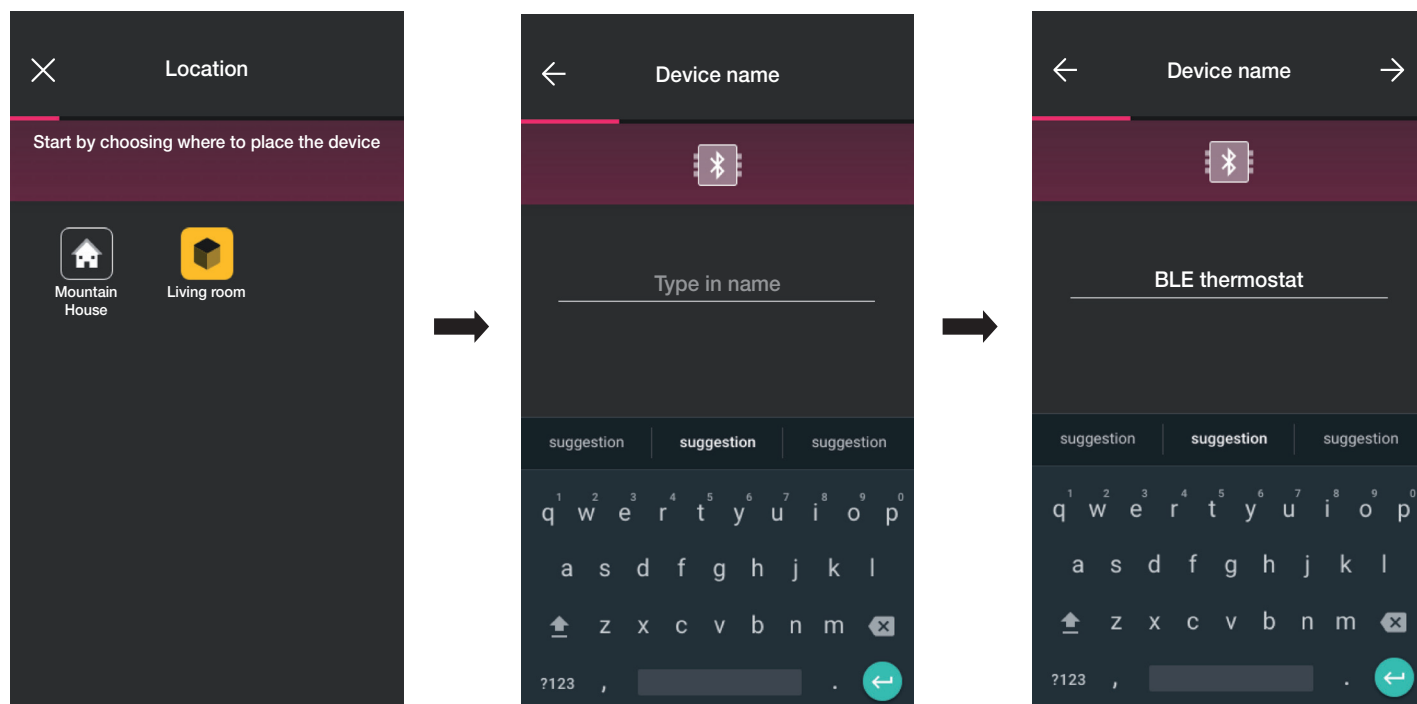 Location
Start by choosing where to place the device
Mountain
House
Living room
Device name
Type in name
suggestion suggestion suggestion
1 2 3 4 5 6 7 8 9 0
q w e r t y u i o p
a s d f g h j k l
z x c v b n m
?123 , .
Device name
BLE thermostat
suggestion suggestion suggestion
1 2 3 4 5 6 7 8 9 0
q w e r t y u i o p
a s d f g h j k l
z x c v b n m
?123 , .